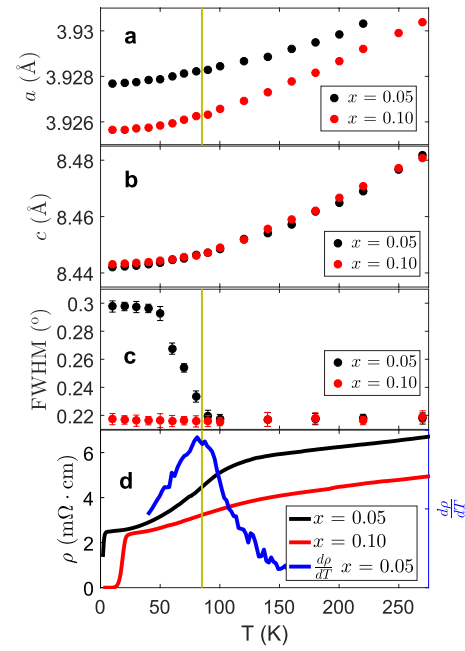 3.93
3.928
3.926
a (Å)
a
x = 0.05
x = 0.10
8.48
8.46
8.44
c (Å)
b
x = 0.05
x = 0.10
0.3
0.28
0.26
0.24
0.22
FWHM (°)
c
x = 0.05
x = 0.10
6
4
2
0
ρ (mΩ · cm)
d
dρ/dT
x = 0.05
x = 0.10
dρ/dT x = 0.05
0 50 100 150 200 250
T (K)